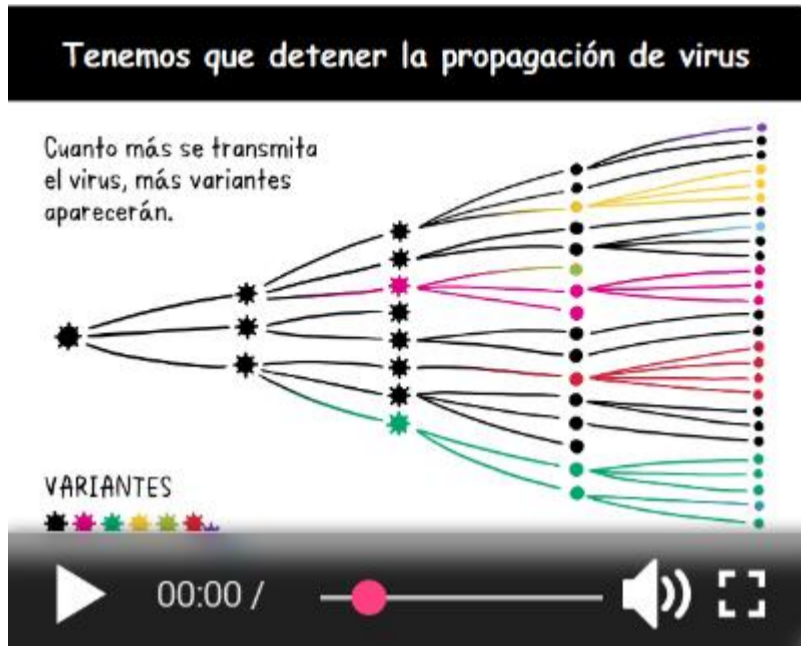 Tenemos que detener la propagación de virus
Cuanto más se transmita
el virus, más variantes
aparecerán.
VARIANTES
00:00 /